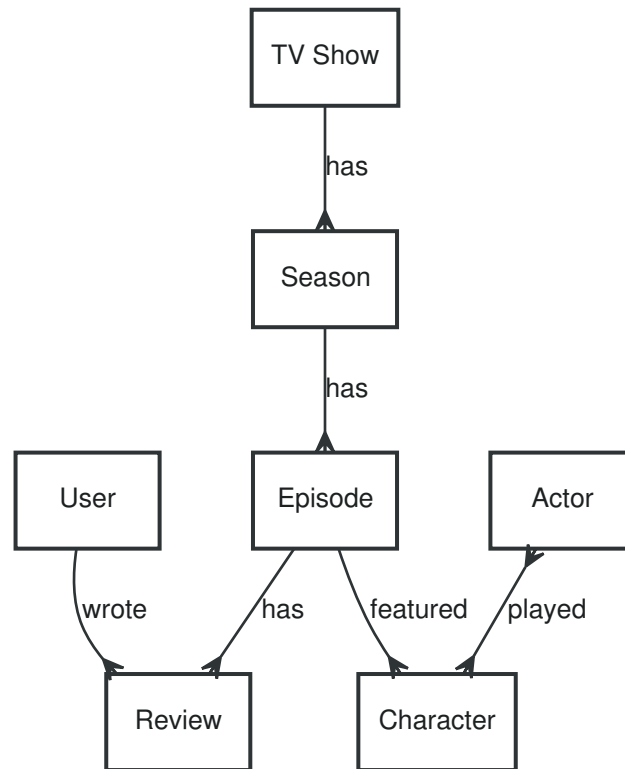 TV Show
has
Season
has
User
Episode
Actor
wrote
has
featured
played
Review
Character